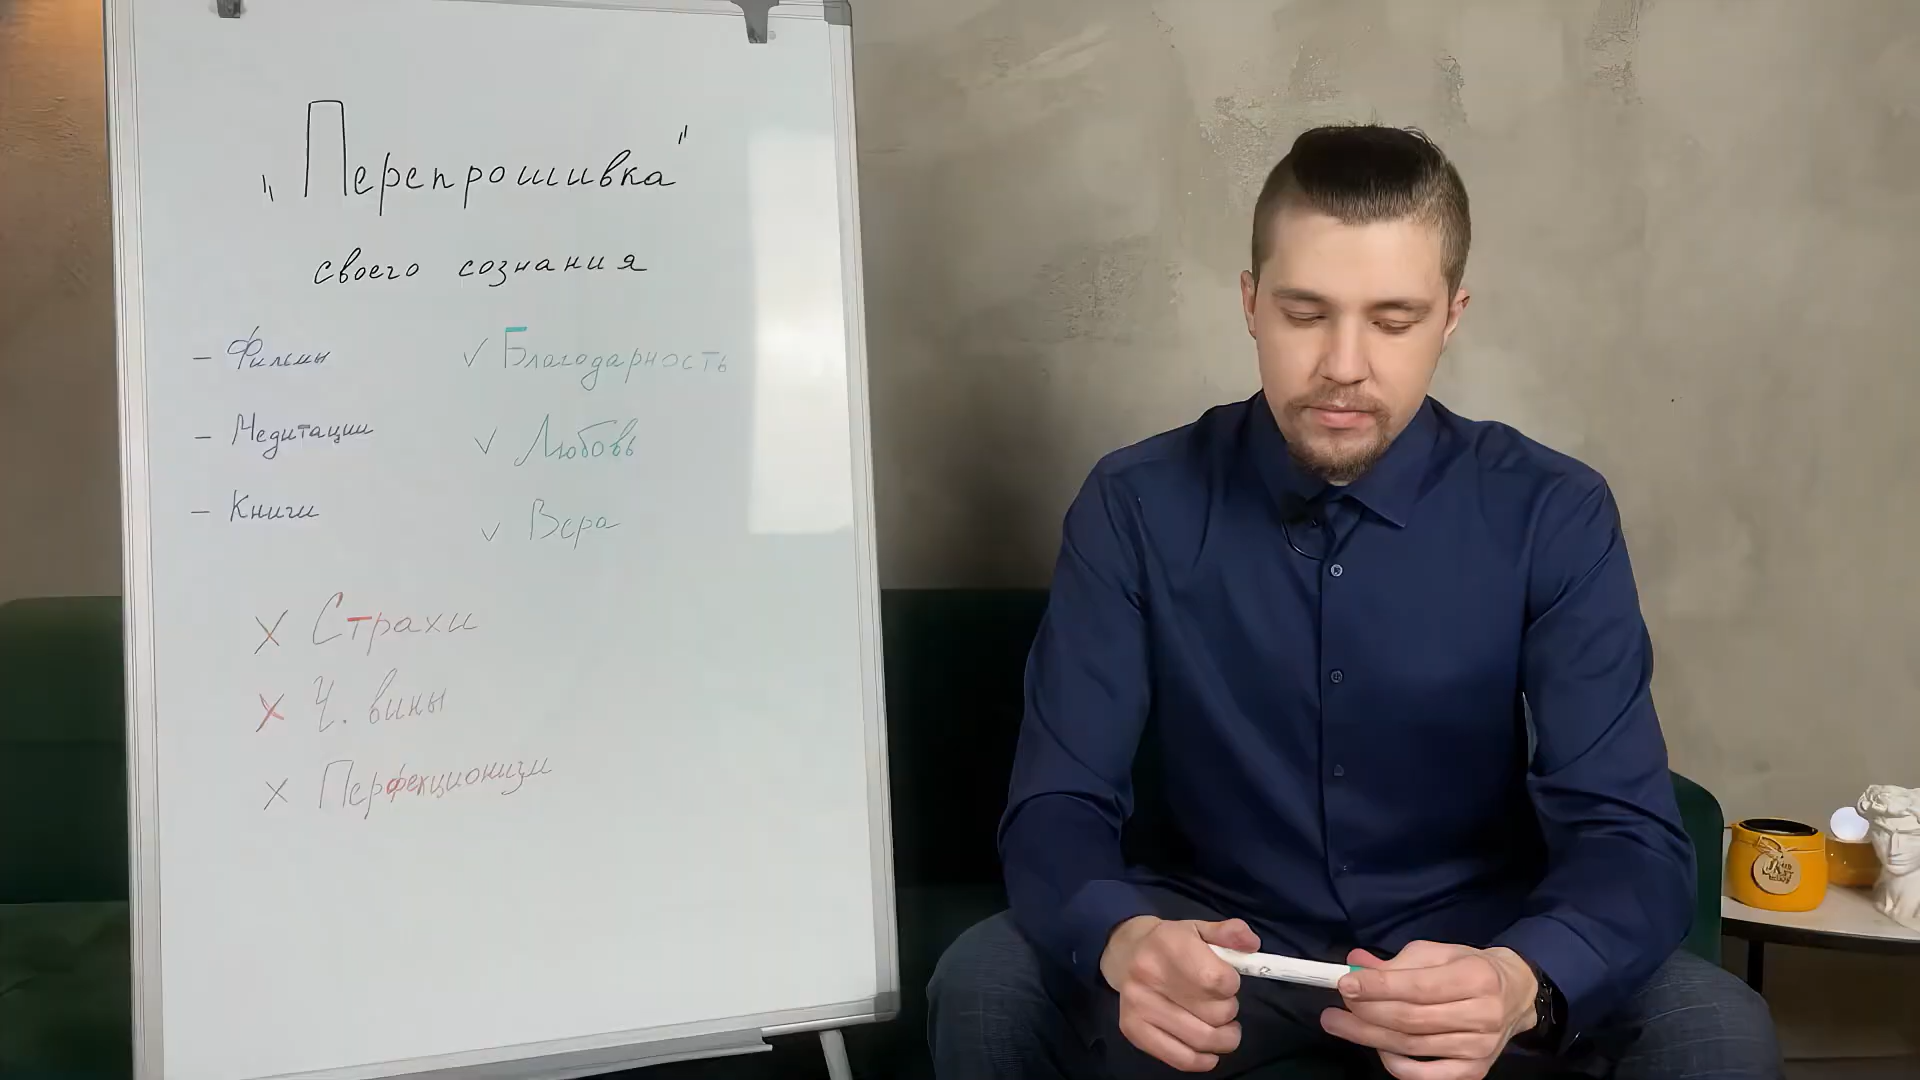 „Перепрошивка"
своего сознания
– Фильмы
– Медитации
– Книги
✓ Благодарность
✓ Любовь
✓ Вера
X Страхи
X Ч. вины
X Перфекционизм